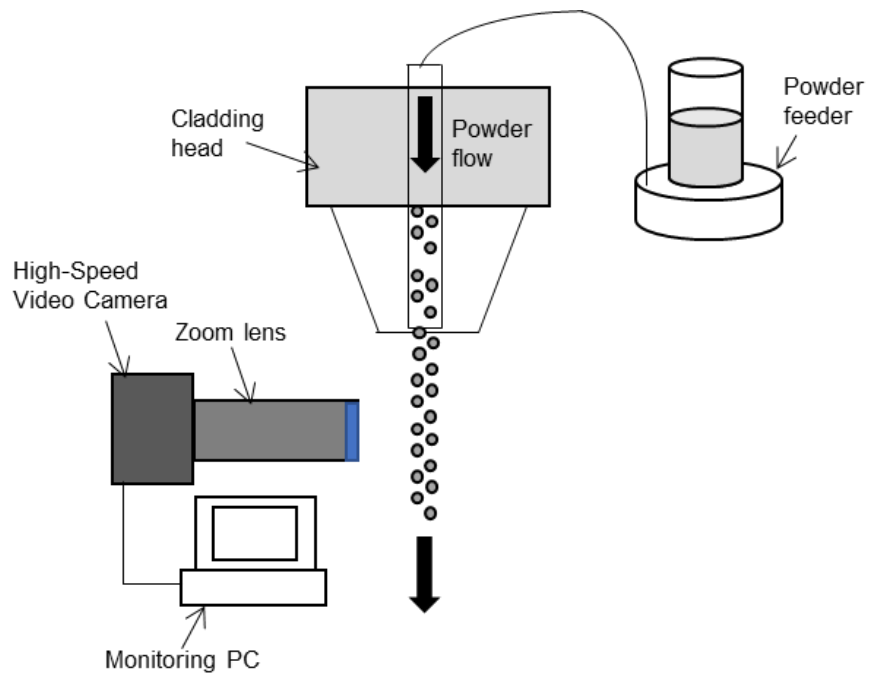 Cladding
head
Powder
flow
Powder
feeder
High-Speed
Video Camera
Zoom lens
Monitoring PC